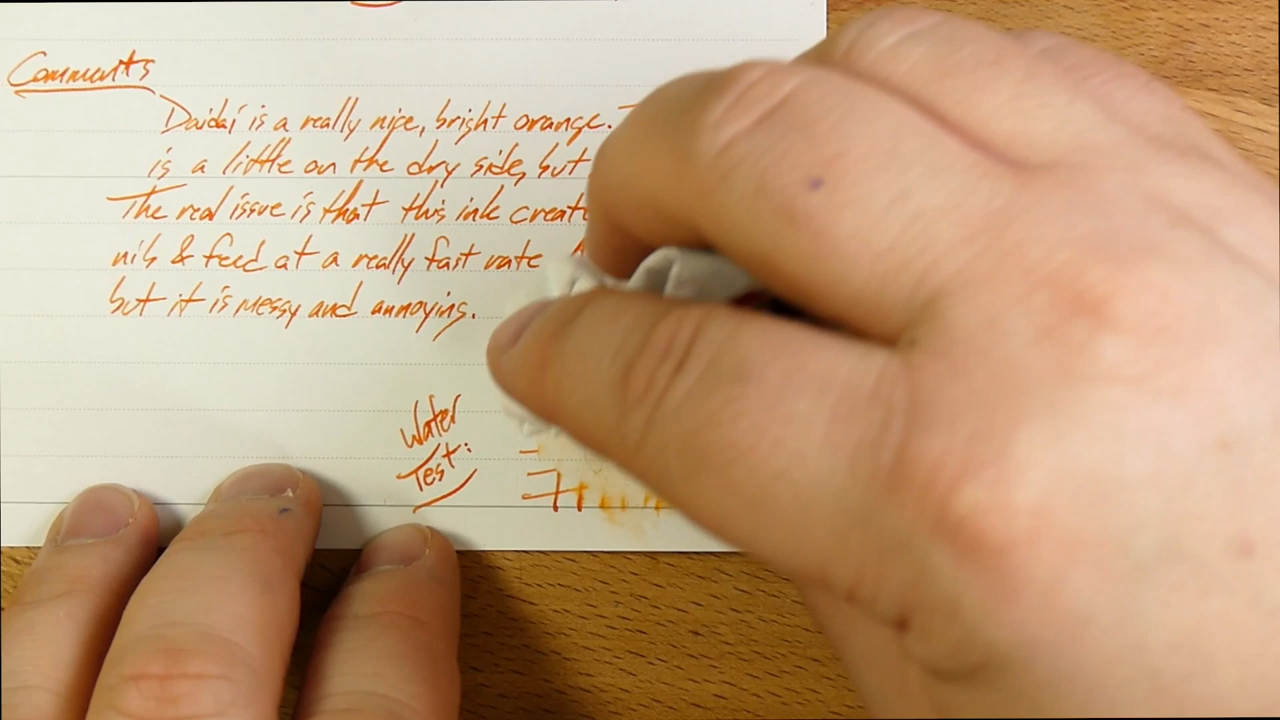 Comments
Daidai is a really nice, bright orange.
is a little on the dry side, but
The real issue is that this ink
nib & feed at a really fast rate
but it is messy and annoying.
Water
Test: